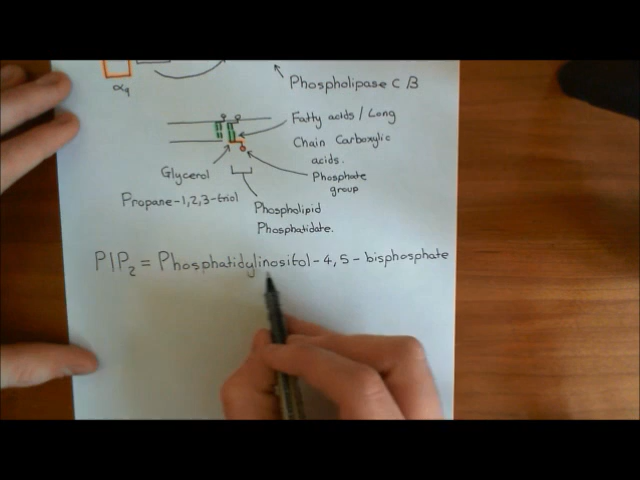 Phospholipase C β
αq
Fatty acids / Long
Chain Carboxylic
acids.
Glycerol
Phosphate
group
Propane-1,2,3-triol
Phospholipid
Phosphatidate.
PIP₂ = Phosphatidylinositol-4,5-bisphosphate